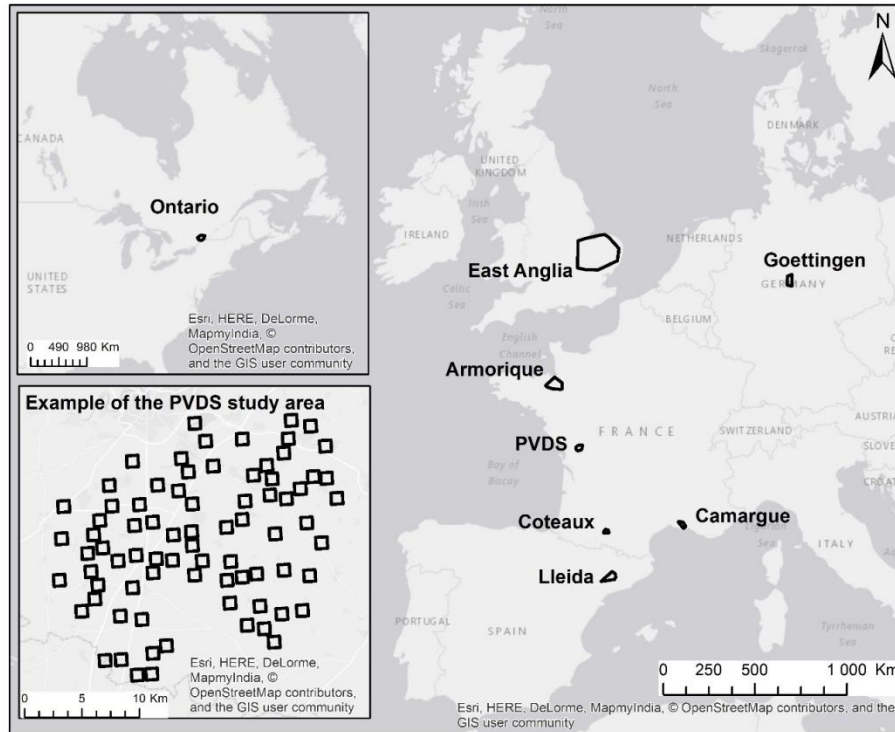 CANADA
Ontario
UNITED
STATES
Esri, HERE, DeLorme,
MapmyIndia, ©
OpenStreetMap contributors,
and the GIS user community
0 490 980 Km
Example of the PVDS study area
Esri, HERE, DeLorme,
MapmyIndia, ©
OpenStreetMap contributors,
and the GIS user community
0 5 10 Km
North
Sea
N
Skagerrak
North
Sea
DENMARK
UNITED
KINGDOM
Irish
Sea
IRELAND
NETHERLANDS
East Anglia
Goettingen
GERMANY
Celtic
Sea
BELGIUM
English
Channel
Armorique
PVDS
FRANCE
SWITZERLAND
AUSTRIA
Bay of
Biscay
Coteaux
Camargue
Sea
ITALY
Lleida
PORTUGAL
SPAIN
Tyrrhenian
Sea
0 250 500 1 000 Km
Esri, HERE, DeLorme, MapmyIndia, © OpenStreetMap contributors, and the
GIS user community